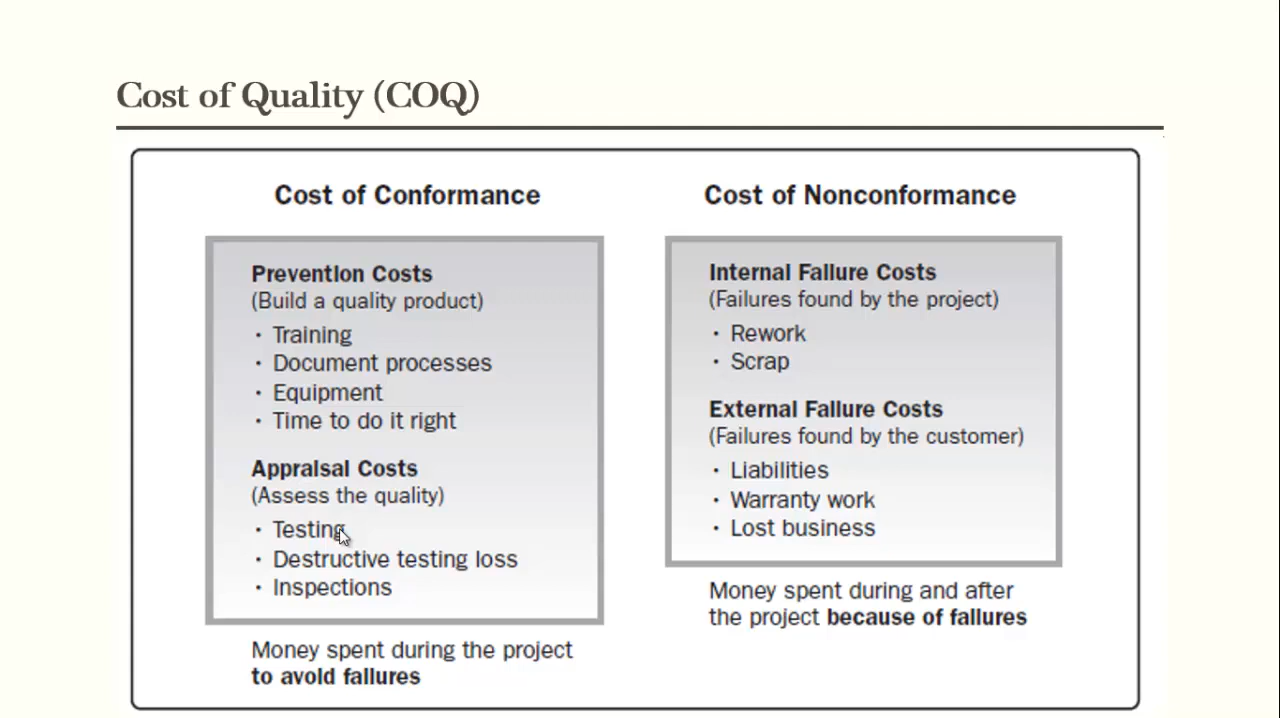 Cost of Quality (COQ)
Cost of Conformance
Prevention Costs
(Build a quality product)
• Training
• Document processes
• Equipment
• Time to do it right
Appraisal Costs
(Assess the quality)
• Testing
• Destructive testing loss
• Inspections
Money spent during the project
to avoid failures
Cost of Nonconformance
Internal Failure Costs
(Failures found by the project)
• Rework
• Scrap
External Failure Costs
(Failures found by the customer)
• Liabilities
• Warranty work
• Lost business
Money spent during and after
the project because of failures